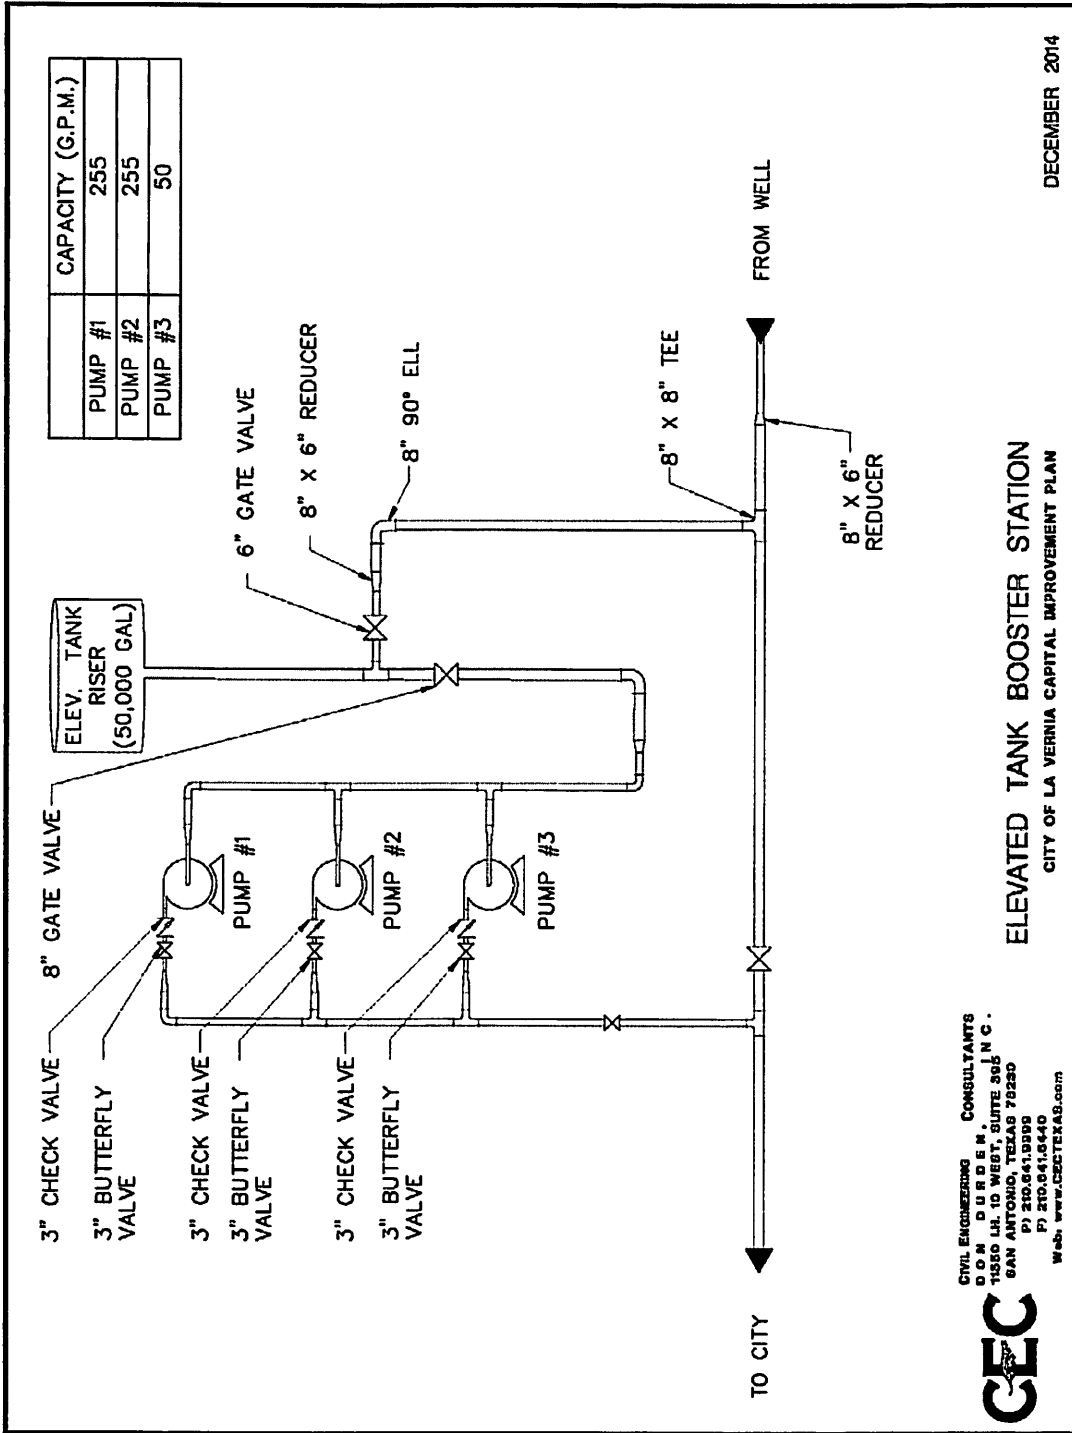 CAPACITY (G.P.M.)
PUMP #1 255
PUMP #2 255
PUMP #3 50
ELEV. TANK
RISER
(50,000 GAL)
8" GATE VALVE
6" GATE VALVE
8" X 6" REDUCER
8" 90° ELL
3" CHECK VALVE
3" BUTTERFLY
VALVE
3" CHECK VALVE
3" BUTTERFLY
VALVE
3" CHECK VALVE
3" BUTTERFLY
VALVE
PUMP #1
PUMP #2
PUMP #3
8" X 8" TEE
FROM WELL
8" X 6"
REDUCER
TO CITY
CEC
CIVIL ENGINEERING CONSULTANTS
DON DURDEN, INC.
11550 I.H. 10 WEST, SUITE 395
SAN ANTONIO, TEXAS 78230
P) 210.641.9999
F) 210.641.6440
Web: www.CECTEXAS.com
ELEVATED TANK BOOSTER STATION
CITY OF LA VERNIA CAPITAL IMPROVEMENT PLAN
DECEMBER 2014